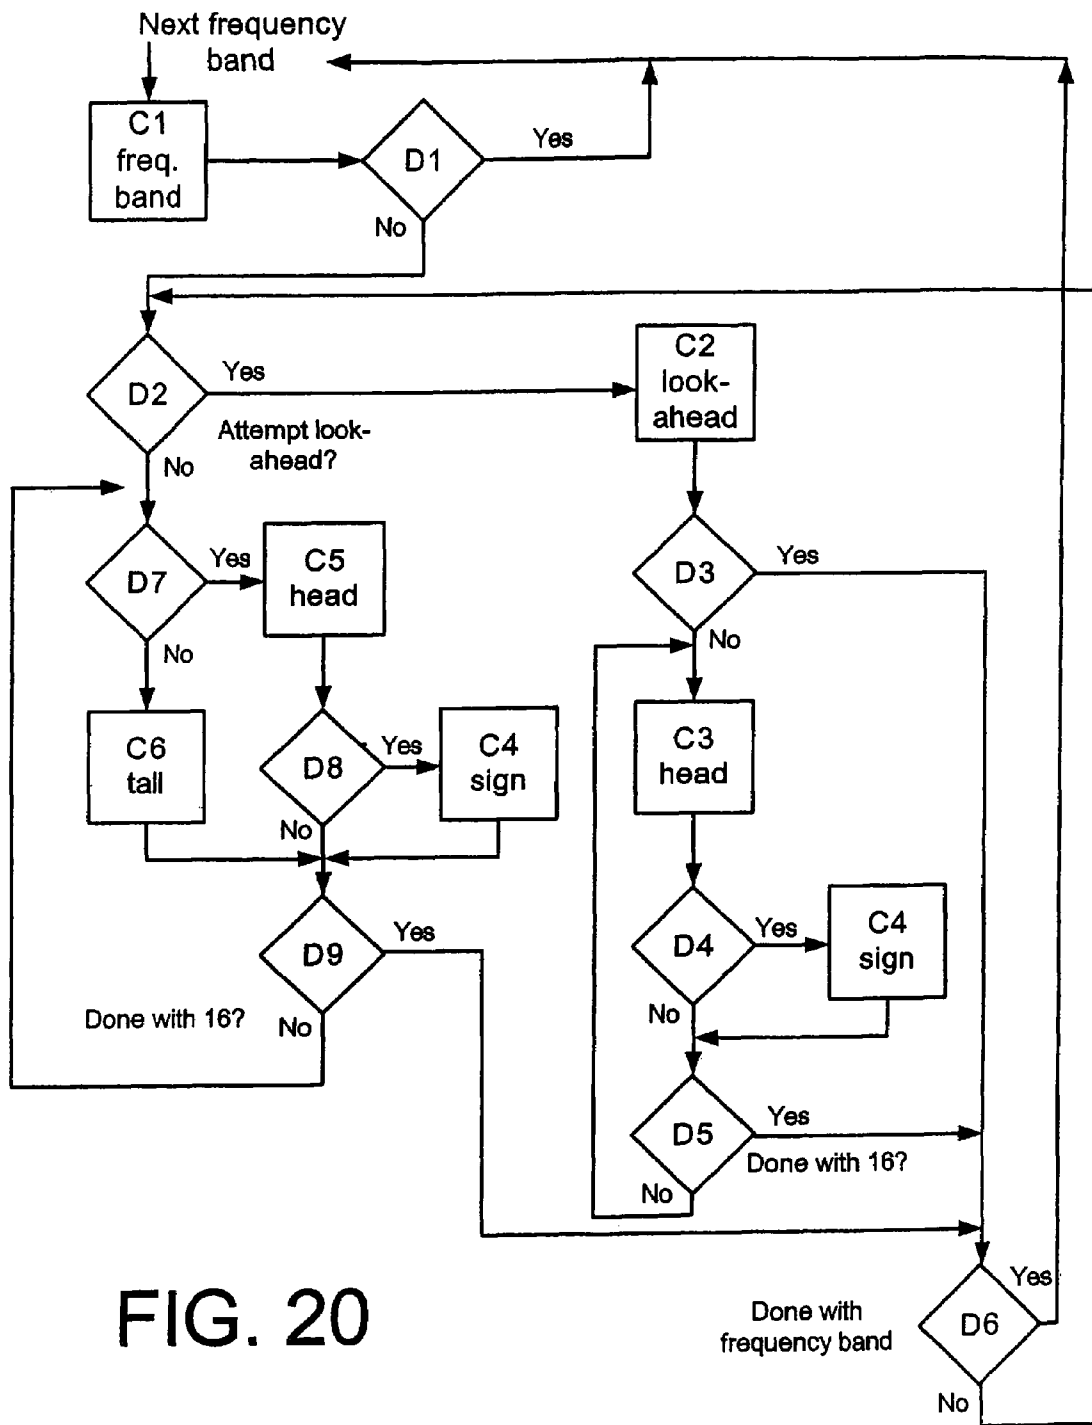 Next frequency
band
C1
freq.
band
D1
Yes
No
D2
Yes
Attempt look-
ahead?
No
C2
look-
ahead
D7
Yes
No
C5
head
D3
Yes
No
C6
tall
D8
Yes
No
C4
sign
C3
head
D9
Yes
No
Done with 16?
D4
Yes
No
C4
sign
D5
Yes
Done with 16?
No
Done with
frequency band
D6
Yes
No
FIG. 20